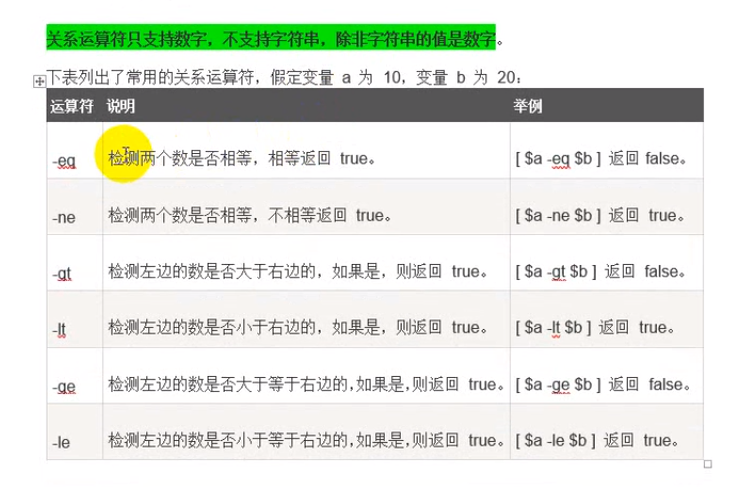 关系运算符只支持数字，不支持字符串，除非字符串的值是数字。
下表列出了常用的关系运算符，假定变量 a 为 10，变量 b 为 20：
运算符 说明 举例
-eq 检测两个数是否相等，相等返回 true。 [ $a -eq $b ] 返回 false。
-ne 检测两个数是否相等，不相等返回 true。 [ $a -ne $b ] 返回 true。
-gt 检测左边的数是否大于右边的，如果是，则返回 true。 [ $a -gt $b ] 返回 false。
-lt 检测左边的数是否小于右边的，如果是，则返回 true。 [ $a -lt $b ] 返回 true。
-ge 检测左边的数是否大于等于右边的,如果是,则返回 true。 [ $a -ge $b ] 返回 false。
-le 检测左边的数是否小于等于右边的,如果是,则返回 true。 [ $a -le $b ] 返回 true。